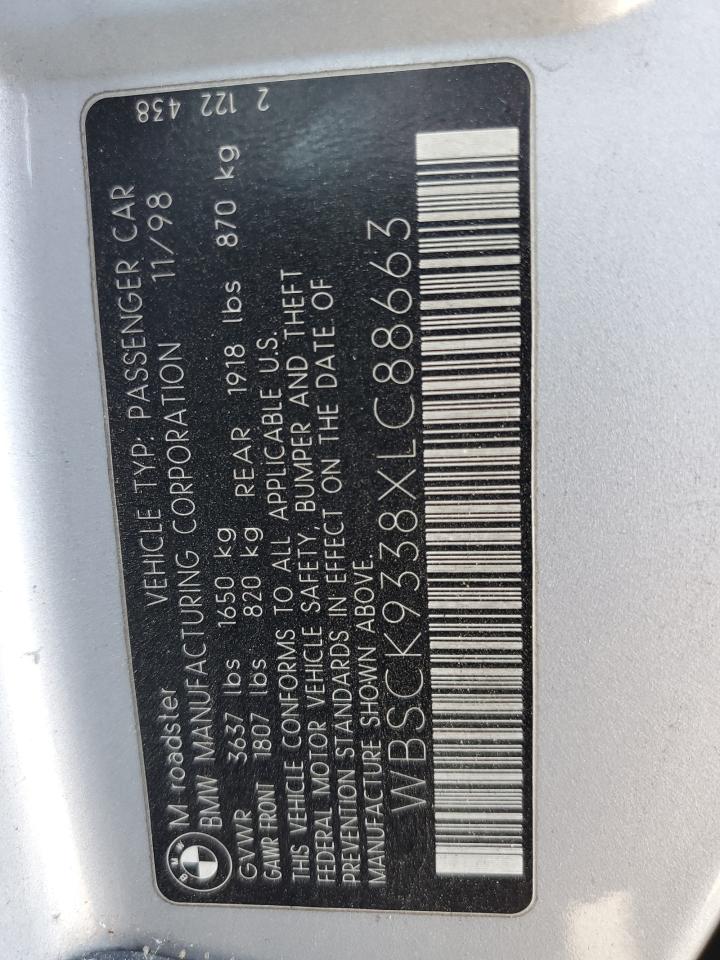 BMW
M roadster VEHICLE TYP: PASSENGER CAR
BMW MANUFACTURING CORPORATION 11/98
GVWR 3637 lbs 1650 kg
GAWR FRONT 1807 lbs 820 kg REAR 1918 lbs 870 kg
THIS VEHICLE CONFORMS TO ALL APPLICABLE U.S.
FEDERAL MOTOR VEHICLE SAFETY, BUMPER AND THEFT
PREVENTION STANDARDS IN EFFECT ON THE DATE OF
MANUFACTURE SHOWN ABOVE.
WBSCK9338XLC88663
2 122 438